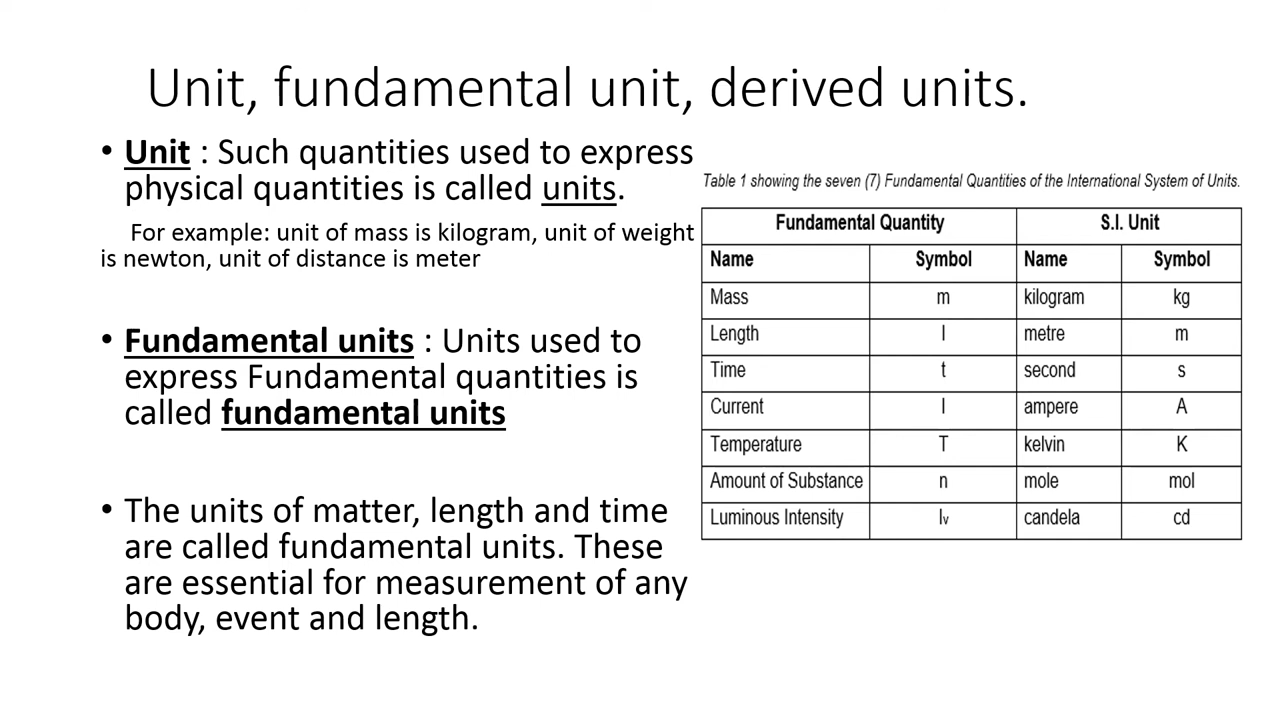 Unit, fundamental unit, derived units.
• Unit : Such quantities used to express
physical quantities is called units.
For example: unit of mass is kilogram, unit of weight
is newton, unit of distance is meter
• Fundamental units : Units used to
express Fundamental quantities is
called fundamental units
• The units of matter, length and time
are called fundamental units. These
are essential for measurement of any
body, event and length.
Table 1 showing the seven (7) Fundamental Quantities of the International System of Units.
Fundamental Quantity S.I. Unit
Name Symbol Name Symbol
Mass m kilogram kg
Length l metre m
Time t second s
Current I ampere A
Temperature T kelvin K
Amount of Substance n mole mol
Luminous Intensity Iv candela cd